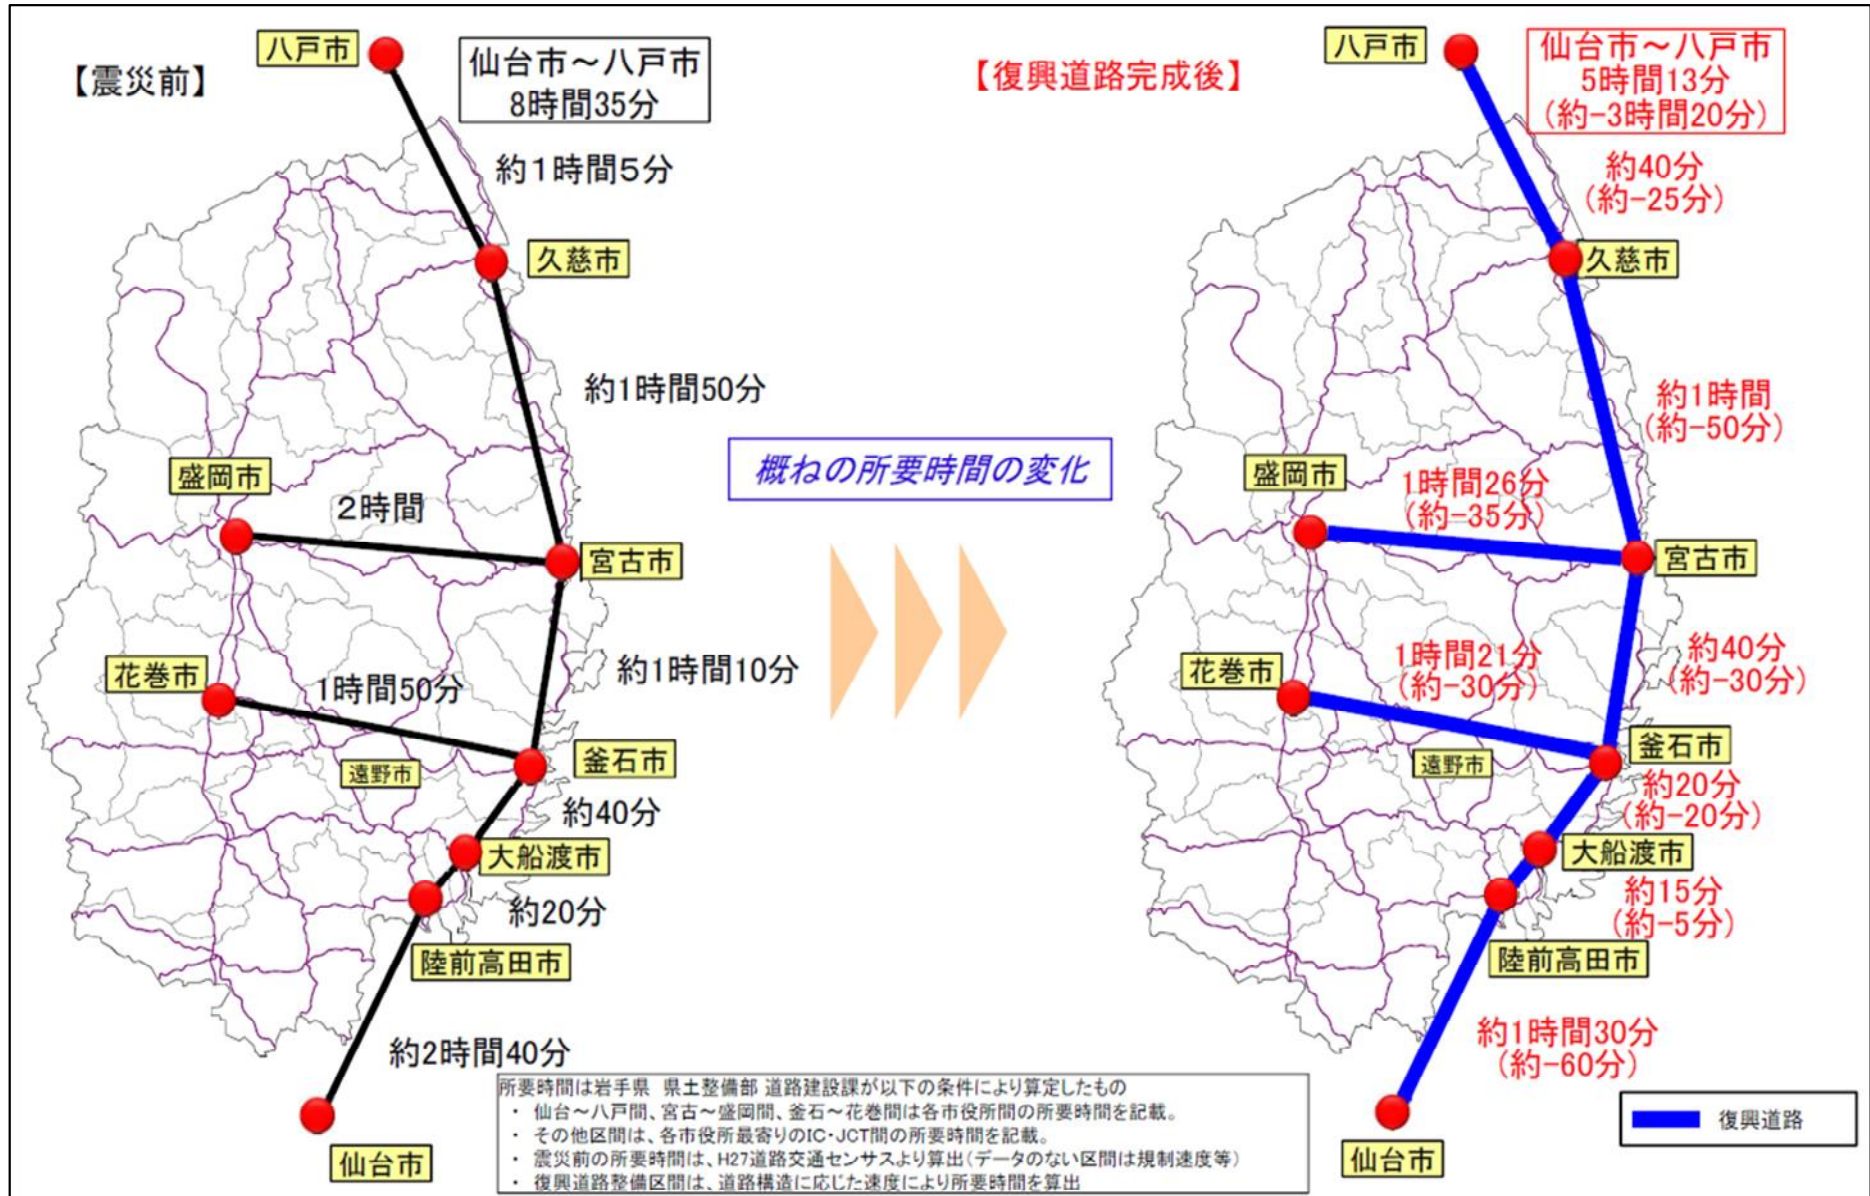 【震災前】
八戸市
仙台市～八戸市
8時間35分
約1時間5分
久慈市
約1時間50分
盛岡市
2時間
宮古市
花巻市
1時間50分
約1時間10分
釜石市
遠野市
約40分
大船渡市
約20分
陸前高田市
約2時間40分
仙台市
概ねの所要時間の変化
【復興道路完成後】
八戸市
仙台市～八戸市
5時間13分
(約-3時間20分)
約40分
(約-25分)
久慈市
約1時間
(約-50分)
盛岡市
1時間26分
(約-35分)
宮古市
花巻市
1時間21分
(約-30分)
約40分
(約-30分)
釜石市
遠野市
約20分
(約-20分)
大船渡市
約15分
(約-5分)
陸前高田市
約1時間30分
(約-60分)
仙台市
復興道路
所要時間は岩手県 県土整備部 道路建設課が以下の条件により算定したもの
・ 仙台～八戸間、宮古～盛岡間、釜石～花巻間は各市役所間の所要時間を記載。
・ その他区間は、各市役所最寄りのIC・JCT間の所要時間を記載。
・ 震災前の所要時間は、H27道路交通センサスより算出(データのない区間は規制速度等)
・ 復興道路整備区間は、道路構造に応じた速度により所要時間を算出